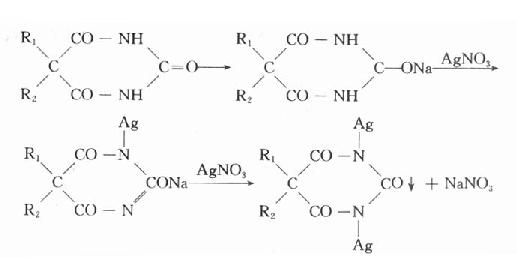 R₁ CO — NH R₁ CO — NH
C C=O → C C—ONa AgNO₃ →
R₂ CO — NH R₂ CO — NH
Ag Ag
R₁ CO — N R₁ CO — N
C CONa AgNO₃ → C CO↓ + NaNO₃
R₂ CO — N R₂ CO — N
Ag